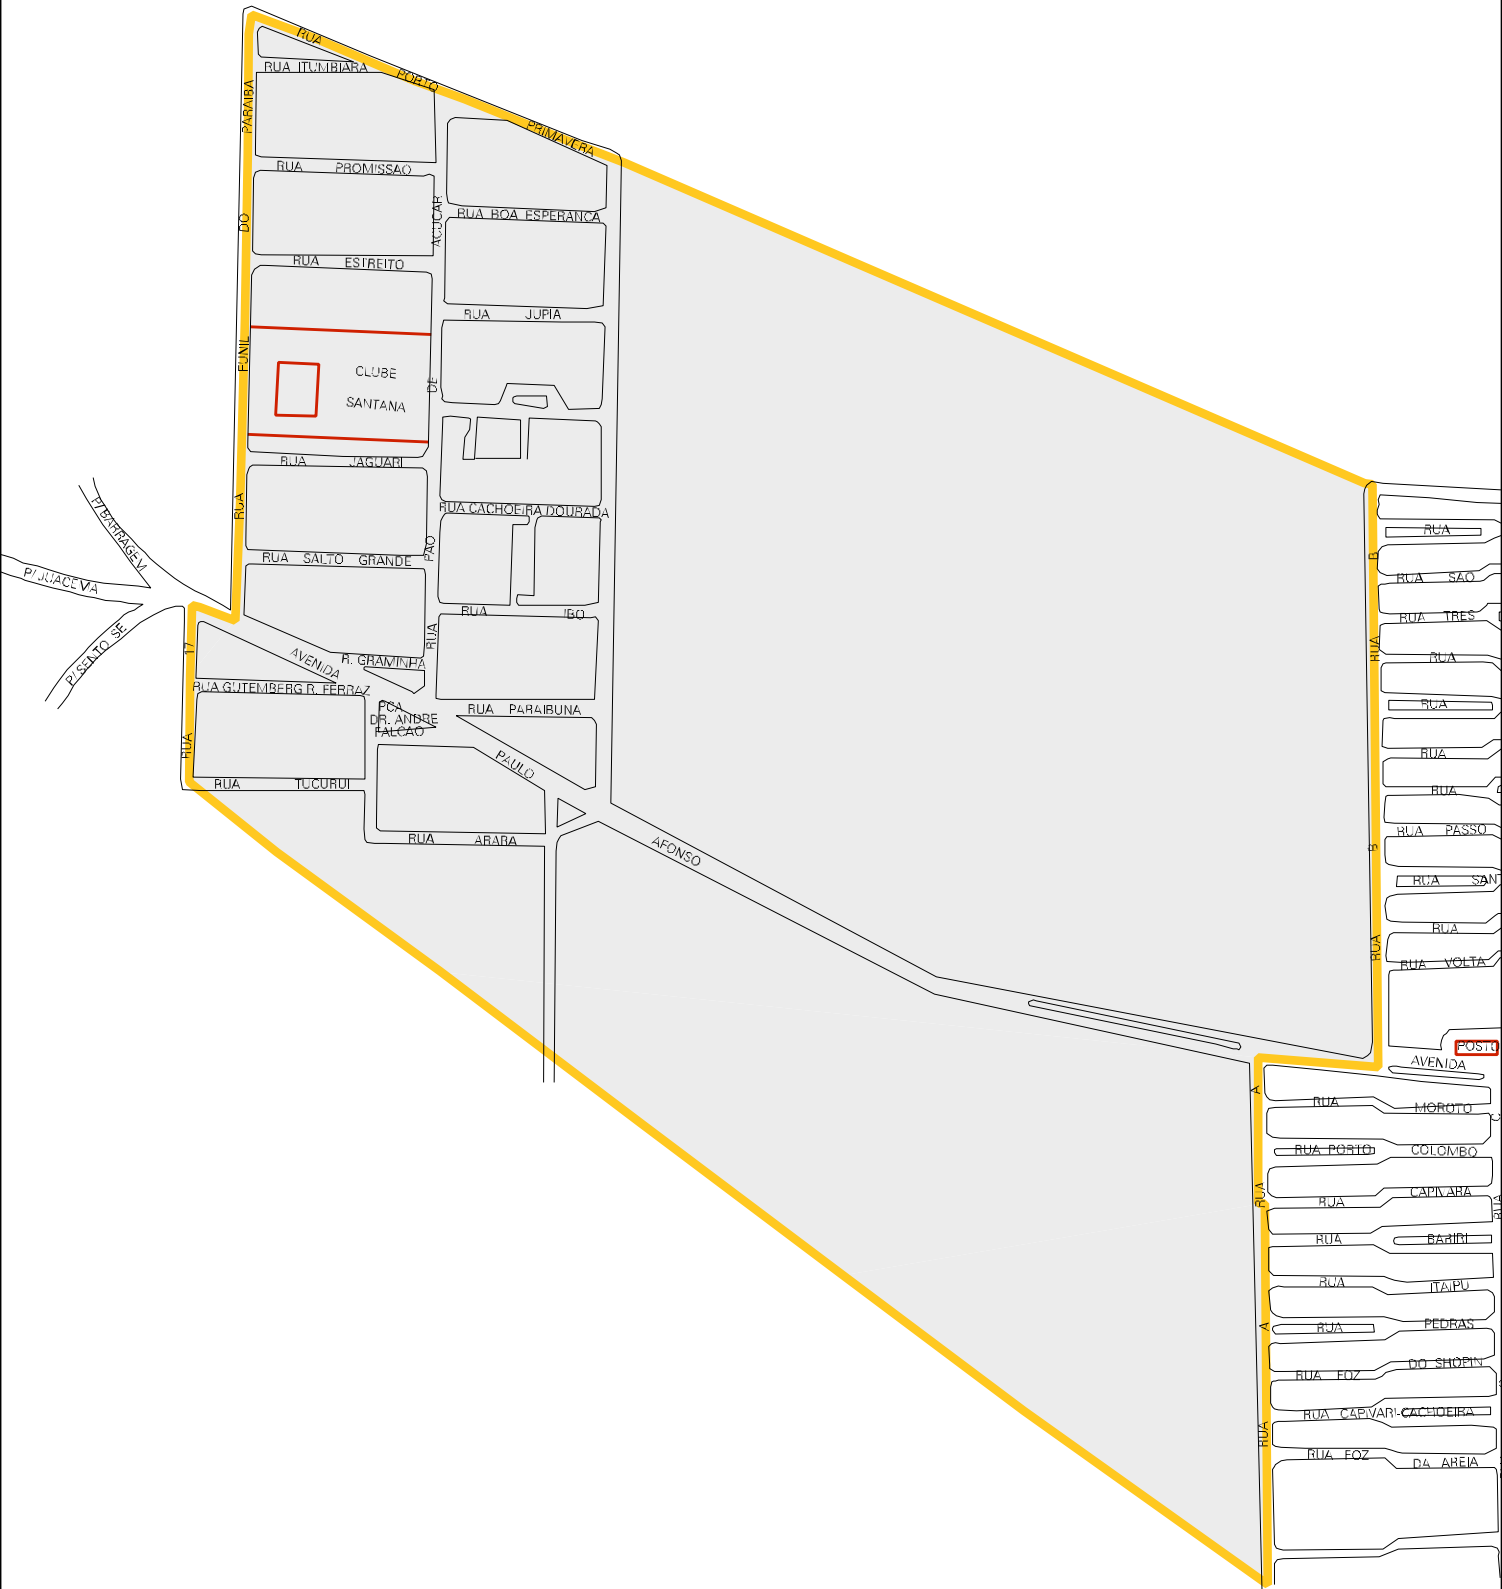 RUA PORTO PRIMAVERA
RUA ITUMBIARA
RUA DO FUNIL PARAIBA
RUA PROMISSAO
RUA PAO DE ACUCAR
RUA BOA ESPERANCA
RUA ESTREITO
RUA JUPIA
CLUBE
SANTANA
RUA JAGUARI
RUA CACHOEIRA DOURADA
RUA SALTO GRANDE
P/ BARRAGEM
P/ SENTO SE
RUA
R. GRAMINHA
AVENIDA PAULO AFONSO
RUA 17
RUA GUTEMBERG R. FERRAZ
PCA
DR. ANDRE
FALCAO
RUA PARAIBUNA
RUA TUCURUI
RUA ARARA
RUA B
RUA B
RUA
RUA SAO
RUA TRES
RUA
RUA
RUA
RUA
RUA PASSO
RUA SANT
RUA
RUA VOLTA
POSTO
AVENIDA
RUA A
RUA A
RUA MOROTO
RUA PORTO COLOMBO
RUA CAPIVARA
RUA
RUA BARIRI
RUA ITAIPU
RUA PEDRAS
RUA FOZ DO SHOPIN
RUA CAPIVARI-CACHOEIRA
RUA FOZ DA AREIA